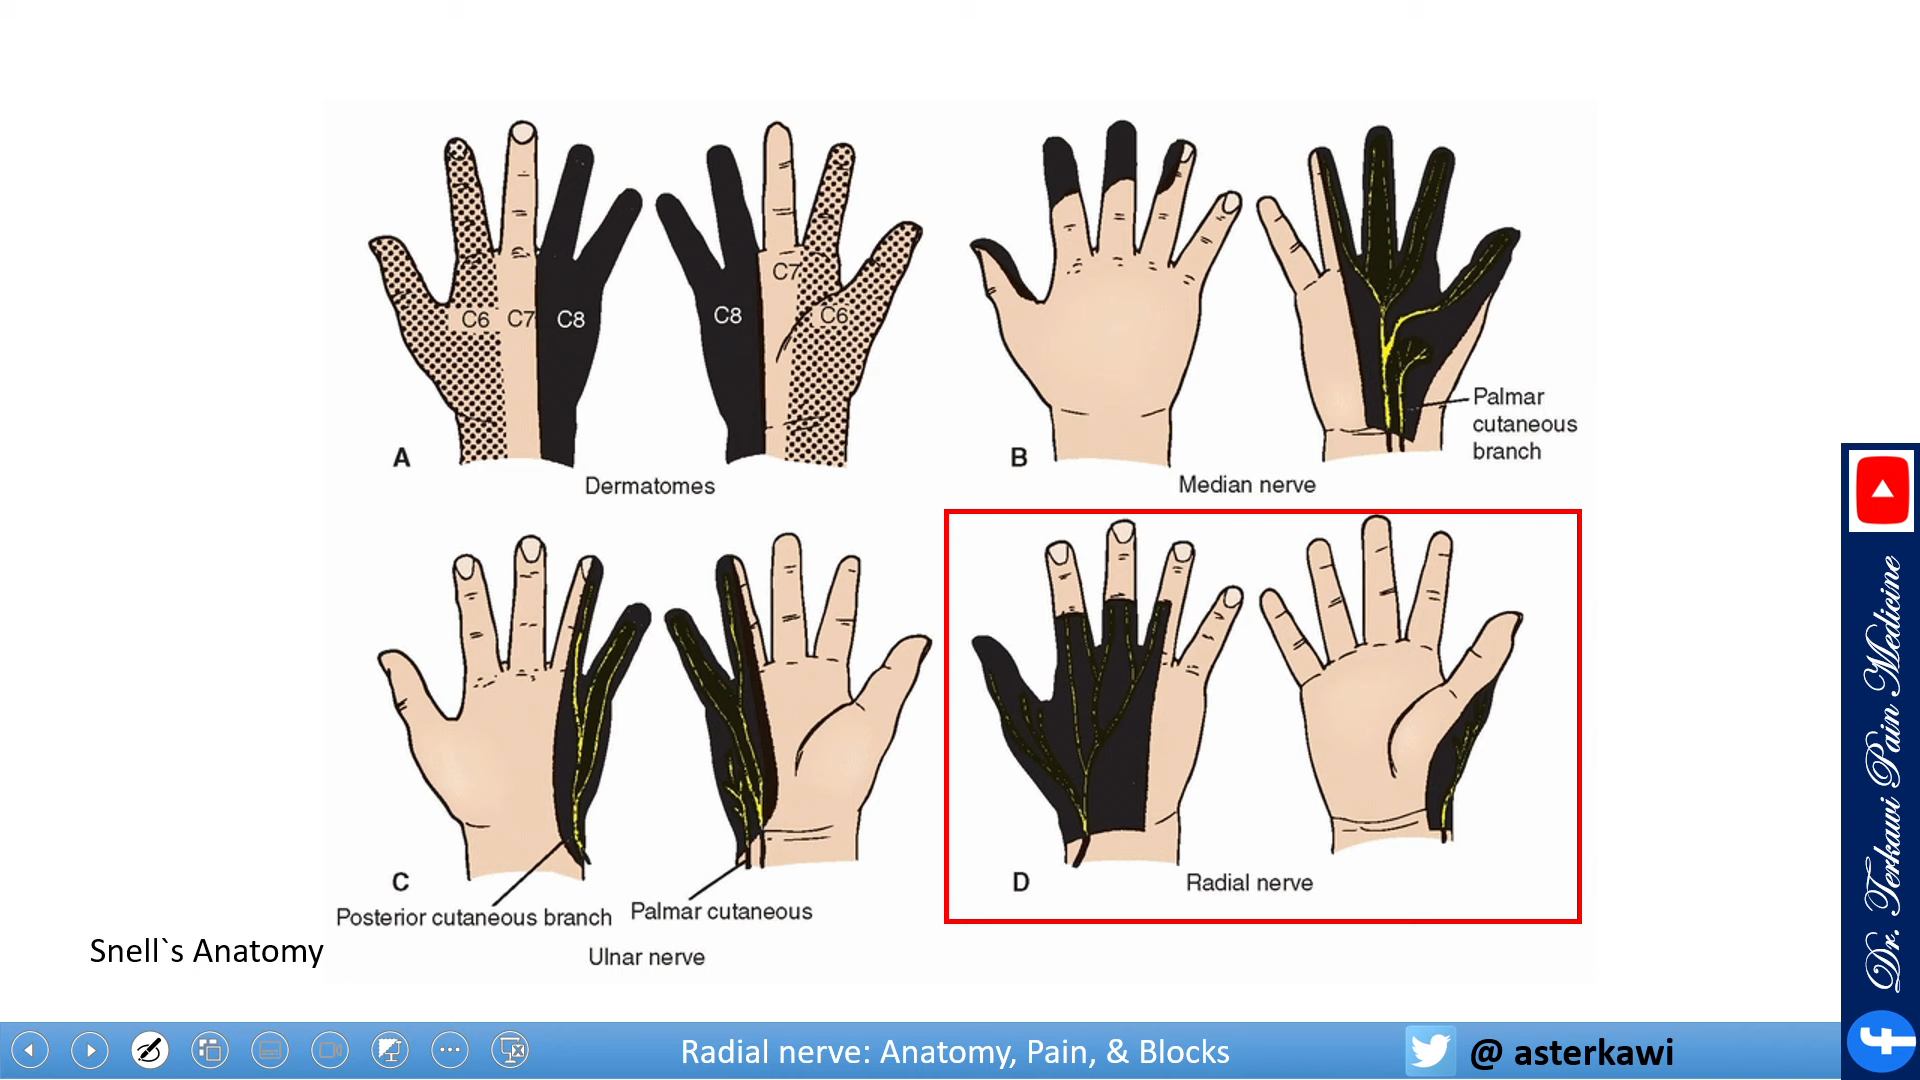 C6
C7
C8
C8
C7
C6
A
Dermatomes
Palmar
cutaneous
branch
B
Median nerve
C
Posterior cutaneous branch
Palmar cutaneous
Ulnar nerve
D
Radial nerve
Snell`s Anatomy
Dr. Terkawi Pain Medicine
Radial nerve: Anatomy, Pain, & Blocks
@ asterkawi